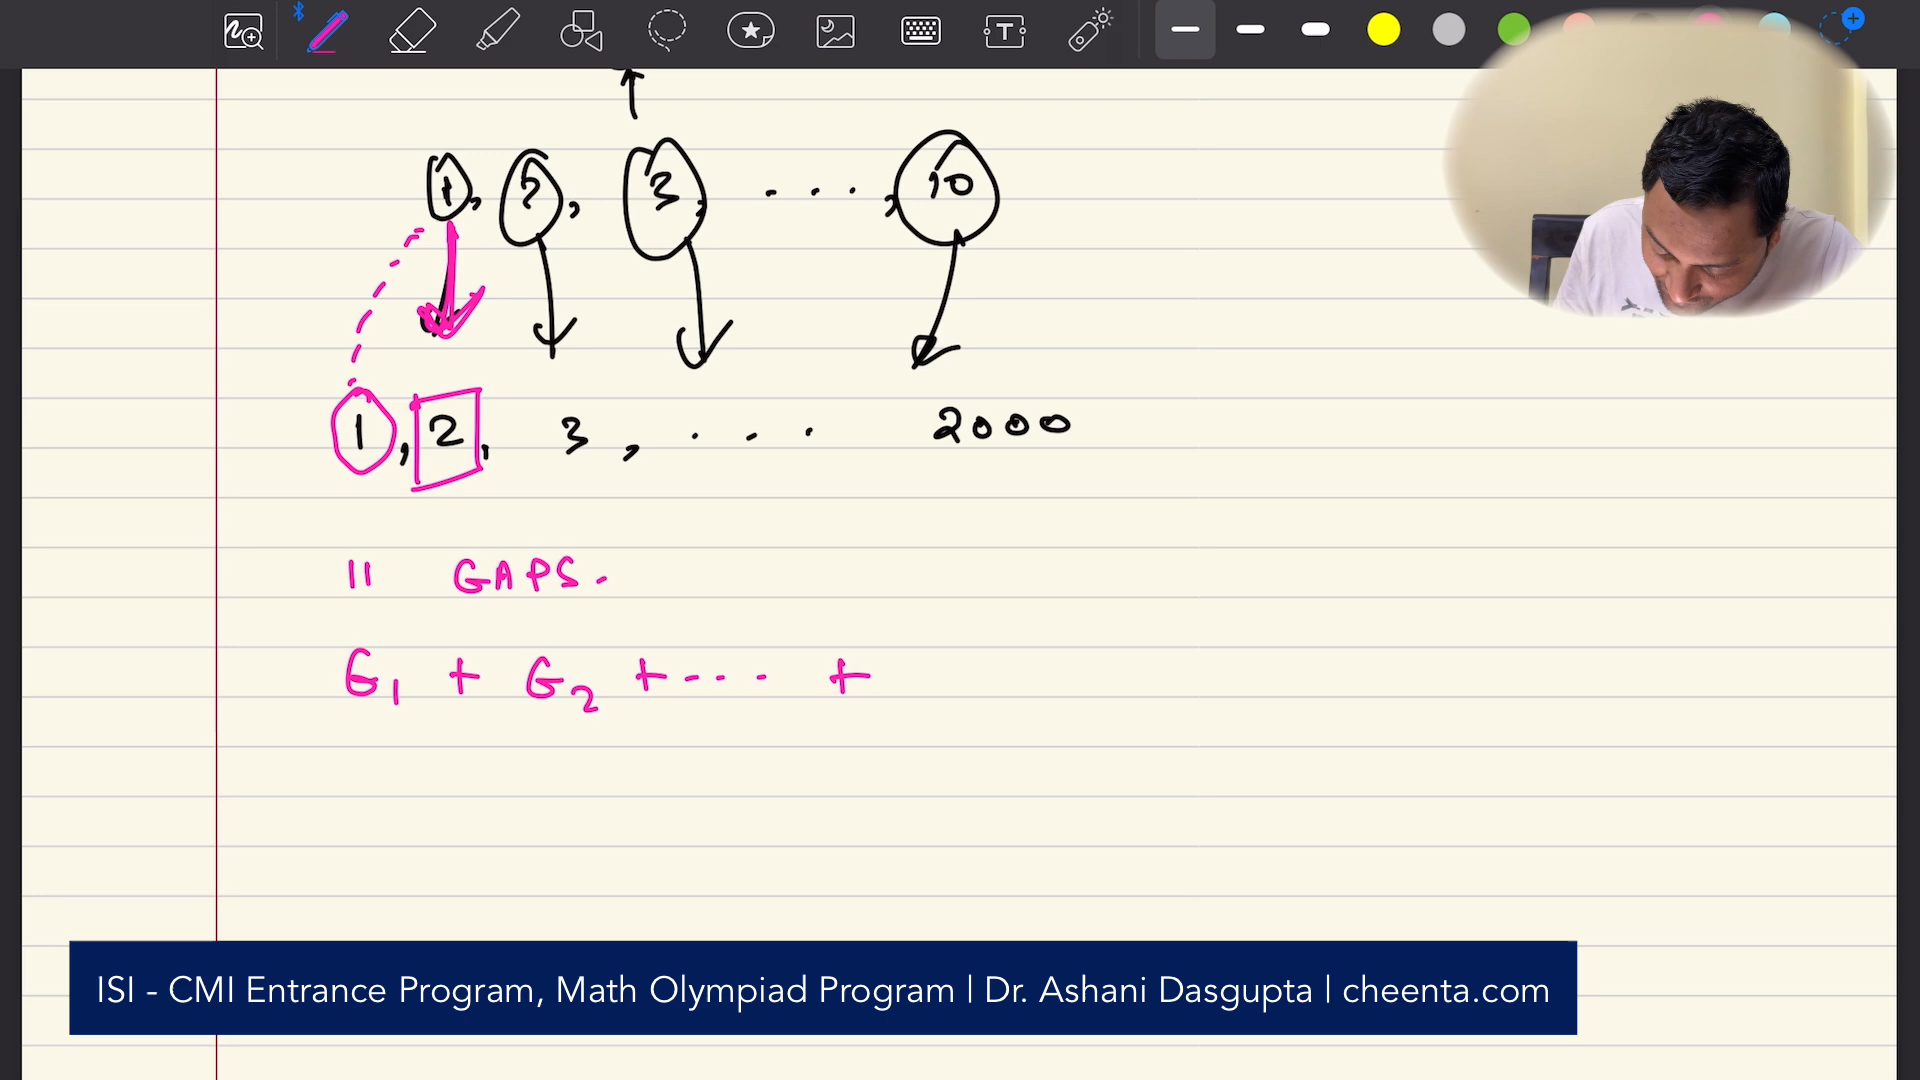 T
1, 2, 3, . . . , 10
1, 2, 3, . . . 2000
11 GAPS.
G₁ + G₂ + --- +
ISI - CMI Entrance Program, Math Olympiad Program | Dr. Ashani Dasgupta | cheenta.com